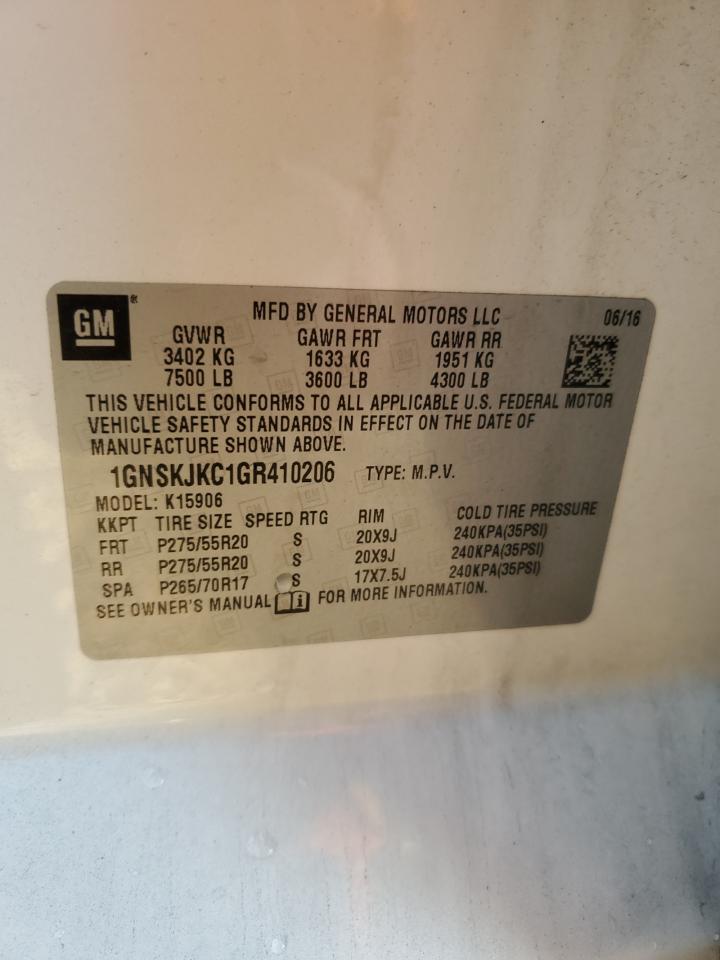 GM®
MFD BY GENERAL MOTORS LLC 06/16
GVWR GAWR FRT GAWR RR
3402 KG 1633 KG 1951 KG
7500 LB 3600 LB 4300 LB
THIS VEHICLE CONFORMS TO ALL APPLICABLE U.S. FEDERAL MOTOR
VEHICLE SAFETY STANDARDS IN EFFECT ON THE DATE OF
MANUFACTURE SHOWN ABOVE.
1GNSKJKC1GR410206 TYPE: M.P.V.
MODEL: K15906
KKPT TIRE SIZE SPEED RTG RIM COLD TIRE PRESSURE
FRT P275/55R20 S 20X9J 240KPA(35PSI)
RR P275/55R20 S 20X9J 240KPA(35PSI)
SPA P265/70R17 S 17X7.5J 240KPA(35PSI)
SEE OWNER'S MANUAL i FOR MORE INFORMATION.